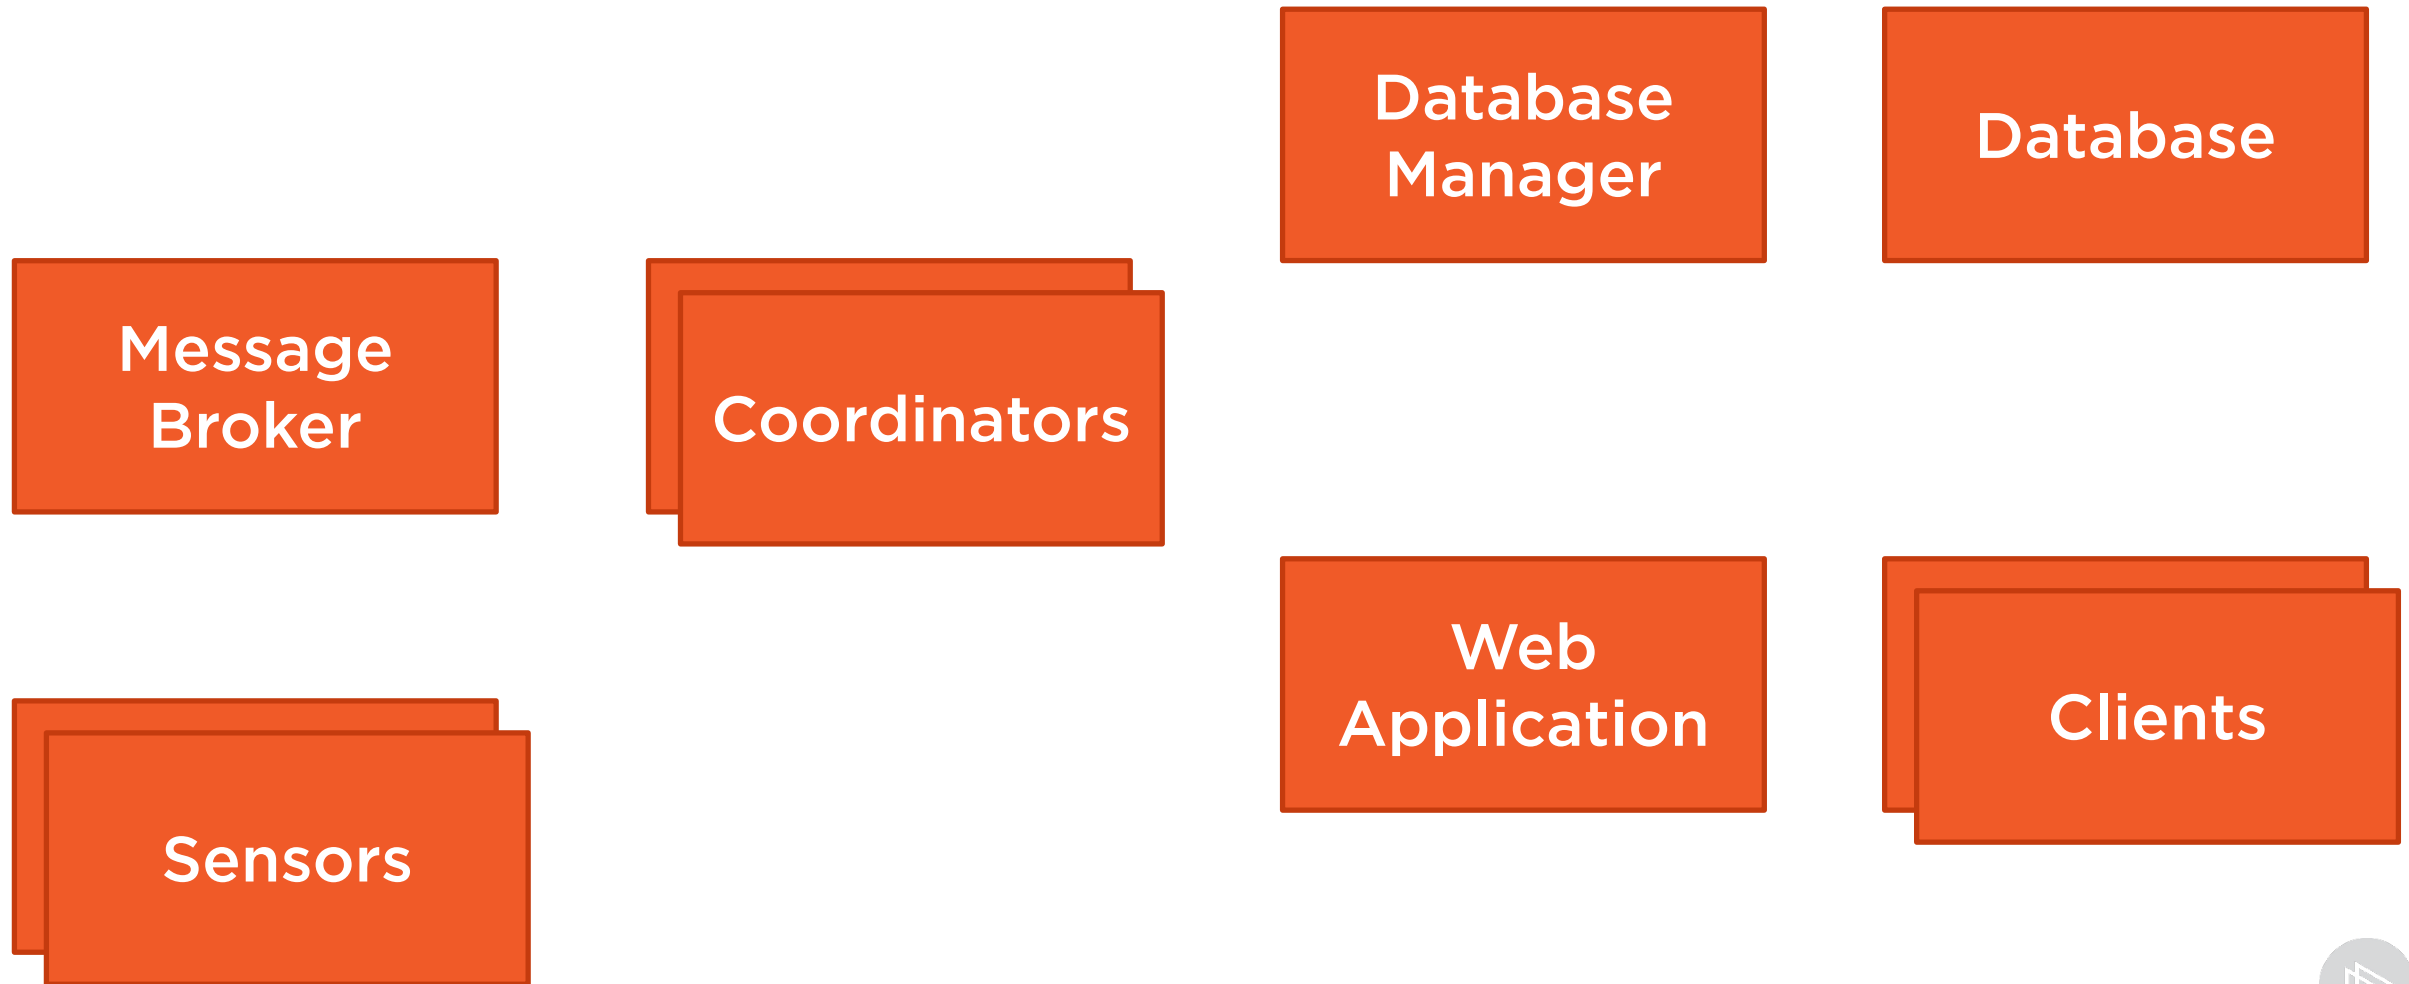 Database
Manager
Database
Message
Broker
Coordinators
Web
Application
Clients
Sensors